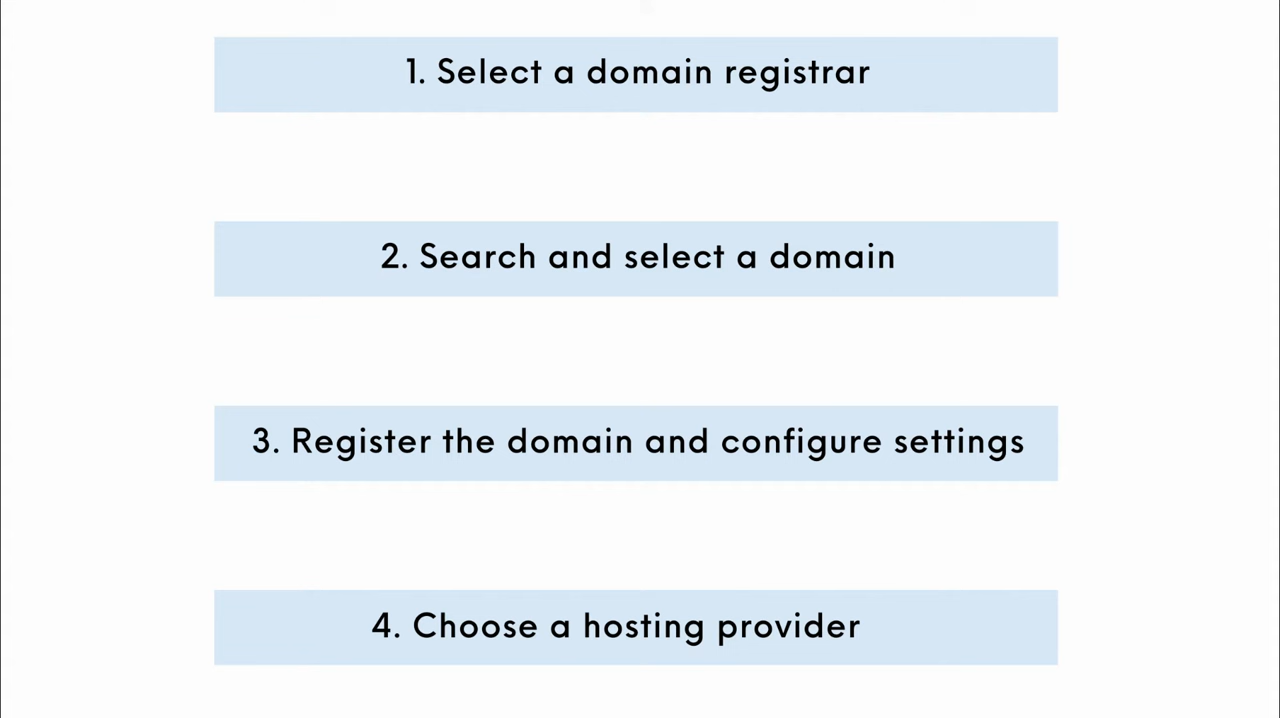 1. Select a domain registrar
2. Search and select a domain
3. Register the domain and configure settings
4. Choose a hosting provider